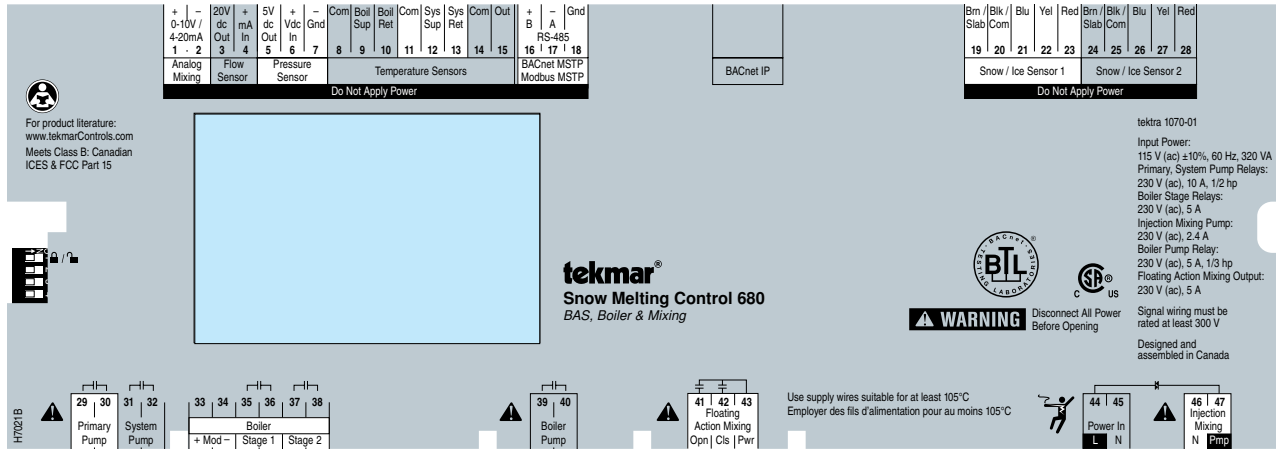 + – 20V + 5V + – Com Boil Boil Com Sys Sys Com Out + – Gnd
0-10V / dc mA dc Vdc Gnd Sup Ret Sup Ret B A
4-20mA Out In Out In RS-485
1 - 2 3 4 5 6 7 8 9 10 11 12 13 14 15 16 17 18
Analog Mixing
Flow Sensor
Pressure Sensor
Temperature Sensors
BACnet MSTP
Modbus MSTP
Do Not Apply Power
BACnet IP
Brn / Blk / Blu Yel Red Brn / Blk / Blu Yel Red
Slab Com Slab Com
19 20 21 22 23 24 25 26 27 28
Snow / Ice Sensor 1 Snow / Ice Sensor 2
Do Not Apply Power
For product literature:
www.tekmarControls.com
Meets Class B: Canadian
ICES & FCC Part 15
tektra 1070-01
Input Power:
115 V (ac) ±10%, 60 Hz, 320 VA
Primary, System Pump Relays:
230 V (ac), 10 A, 1/2 hp
Boiler Stage Relays:
230 V (ac), 5 A
Injection Mixing Pump:
230 V (ac), 2.4 A
Boiler Pump Relay:
230 V (ac), 5 A, 1/3 hp
Floating Action Mixing Output:
230 V (ac), 5 A
Signal wiring must be
rated at least 300 V
Designed and
assembled in Canada
tekmar®
Snow Melting Control 680
BAS, Boiler & Mixing
BACnet
BTL ®
TESTING LABORATORIES
C SA ® US
WARNING
Disconnect All Power
Before Opening
H7021B
29 30
Primary
Pump
31 32
System
Pump
33 34 35 36 37 38
Boiler
+ Mod – Stage 1 Stage 2
39 40
Boiler
Pump
41 42 43
Floating
Action Mixing
Opn Cls Pwr
Use supply wires suitable for at least 105°C
Employer des fils d'alimentation pour au moins 105°C
44 45
Power In
L N
46 47
Injection
Mixing
N Pmp